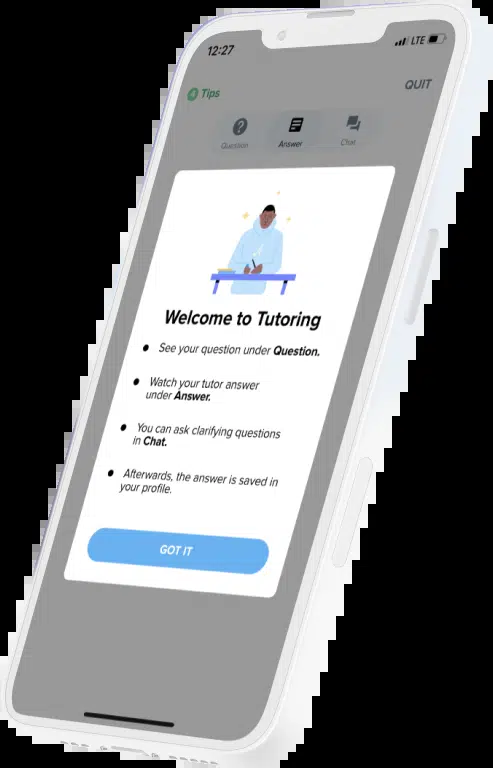 12:27
LTE
4 Tips
QUIT
Question
Answer
Chat
Welcome to Tutoring
See your question under Question.
Watch your tutor answer
under Answer.
You can ask clarifying questions
in Chat.
Afterwards, the answer is saved in
your profile.
GOT IT